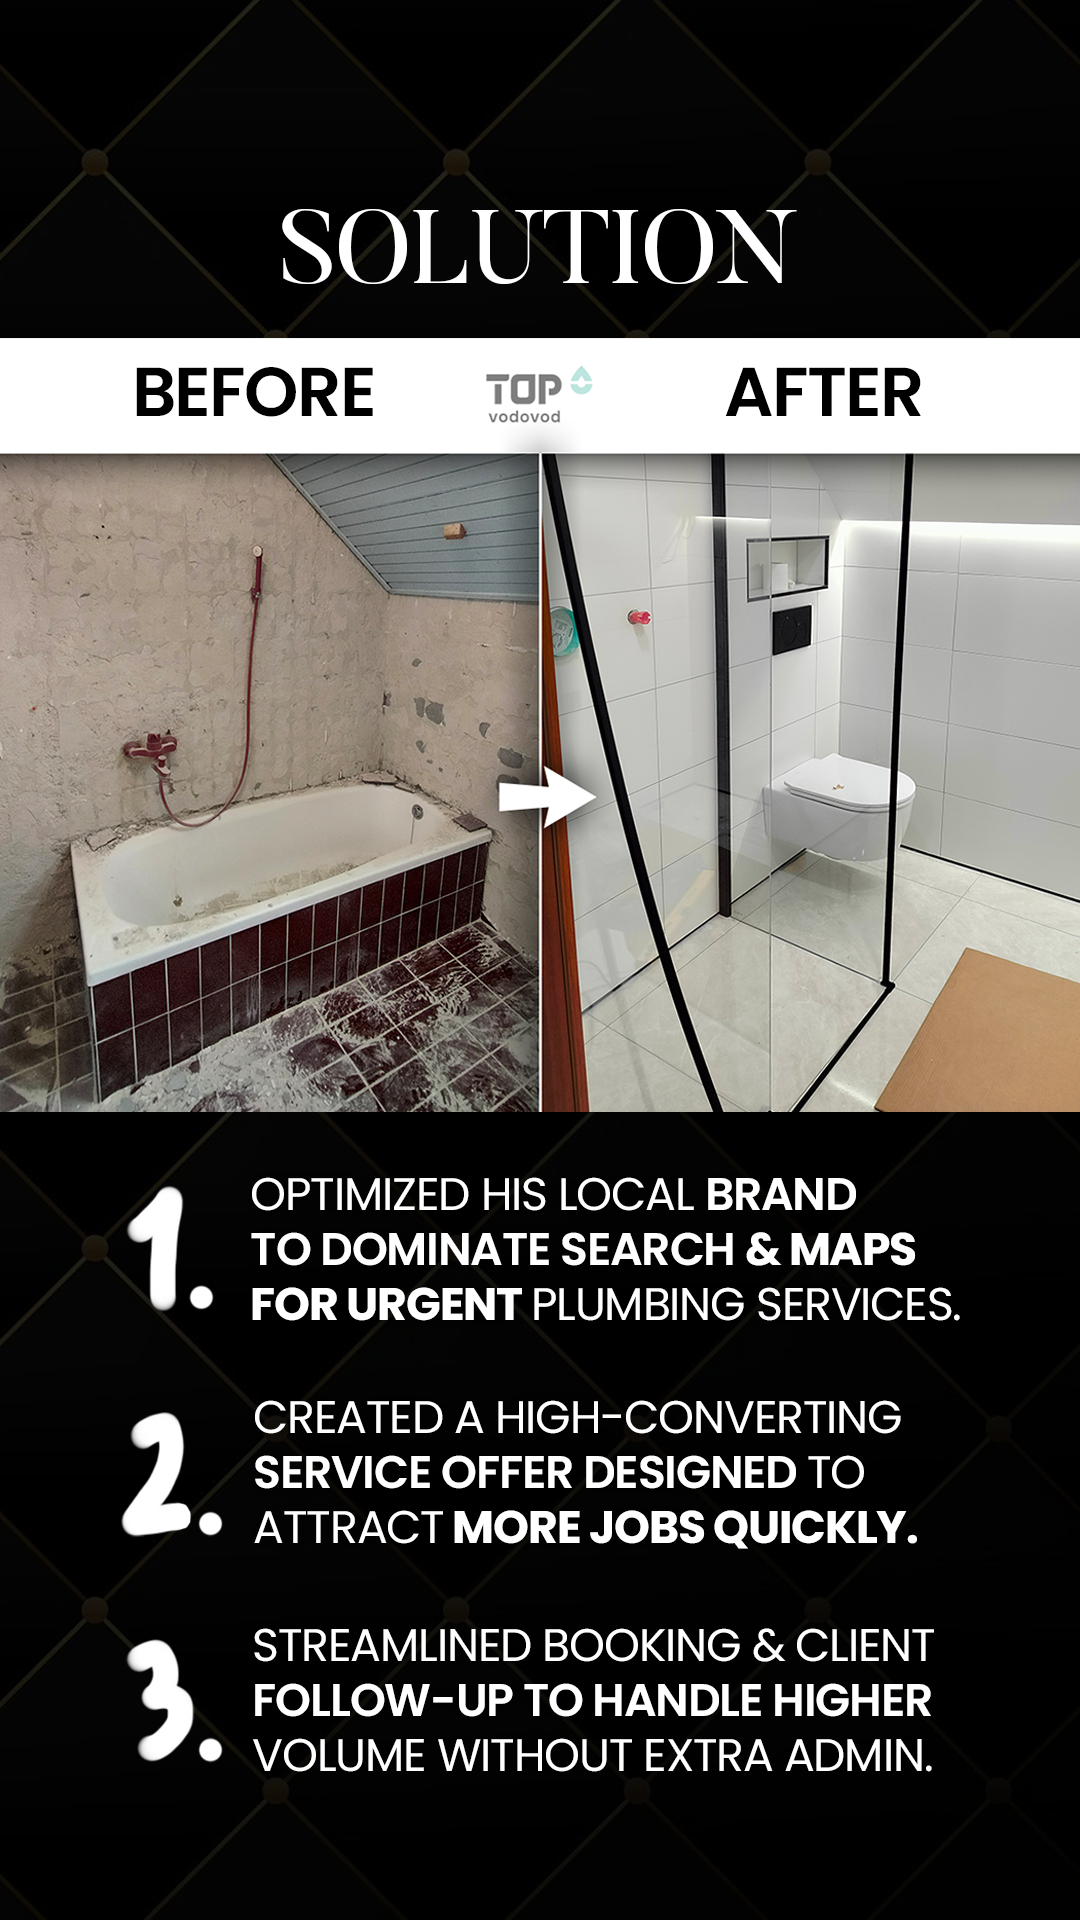 SOLUTION
BEFORE
TOP
vodovod
AFTER
1. OPTIMIZED HIS LOCAL BRAND
TO DOMINATE SEARCH & MAPS
FOR URGENT PLUMBING SERVICES.
2. CREATED A HIGH-CONVERTING
SERVICE OFFER DESIGNED TO
ATTRACT MORE JOBS QUICKLY.
3. STREAMLINED BOOKING & CLIENT
FOLLOW-UP TO HANDLE HIGHER
VOLUME WITHOUT EXTRA ADMIN.